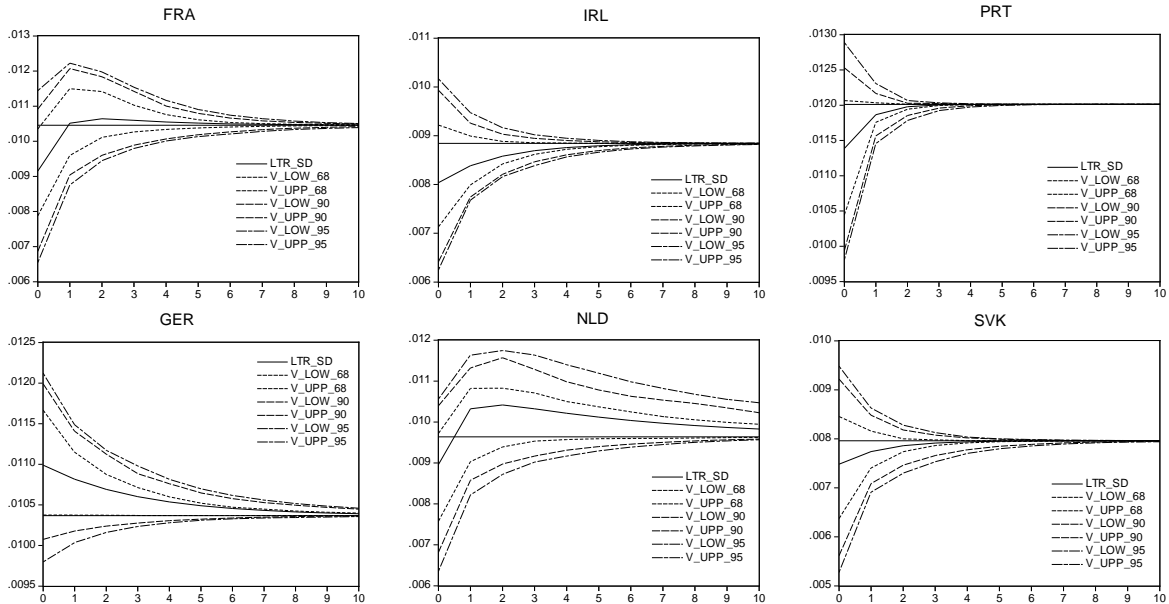 FRA
.013
.012
.011
.010
.009
.008
.007
.006
LTR_SD
V_LOW_68
V_UPP_68
V_LOW_90
V_UPP_90
V_LOW_95
V_UPP_95
0 1 2 3 4 5 6 7 8 9 10
IRL
.011
.010
.009
.008
.007
.006
LTR_SD
V_LOW_68
V_UPP_68
V_LOW_90
V_UPP_90
V_LOW_95
V_UPP_95
0 1 2 3 4 5 6 7 8 9 10
PRT
.0130
.0125
.0120
.0115
.0110
.0105
.0100
.0095
LTR_SD
V_LOW_68
V_UPP_68
V_LOW_90
V_UPP_90
V_LOW_95
V_UPP_95
0 1 2 3 4 5 6 7 8 9 10
GER
.0125
.0120
.0115
.0110
.0105
.0100
.0095
LTR_SD
V_LOW_68
V_UPP_68
V_LOW_90
V_UPP_90
V_LOW_95
V_UPP_95
0 1 2 3 4 5 6 7 8 9 10
NLD
.012
.011
.010
.009
.008
.007
.006
LTR_SD
V_LOW_68
V_UPP_68
V_LOW_90
V_UPP_90
V_LOW_95
V_UPP_95
0 1 2 3 4 5 6 7 8 9 10
SVK
.010
.009
.008
.007
.006
.005
LTR_SD
V_LOW_68
V_UPP_68
V_LOW_90
V_UPP_90
V_LOW_95
V_UPP_95
0 1 2 3 4 5 6 7 8 9 10